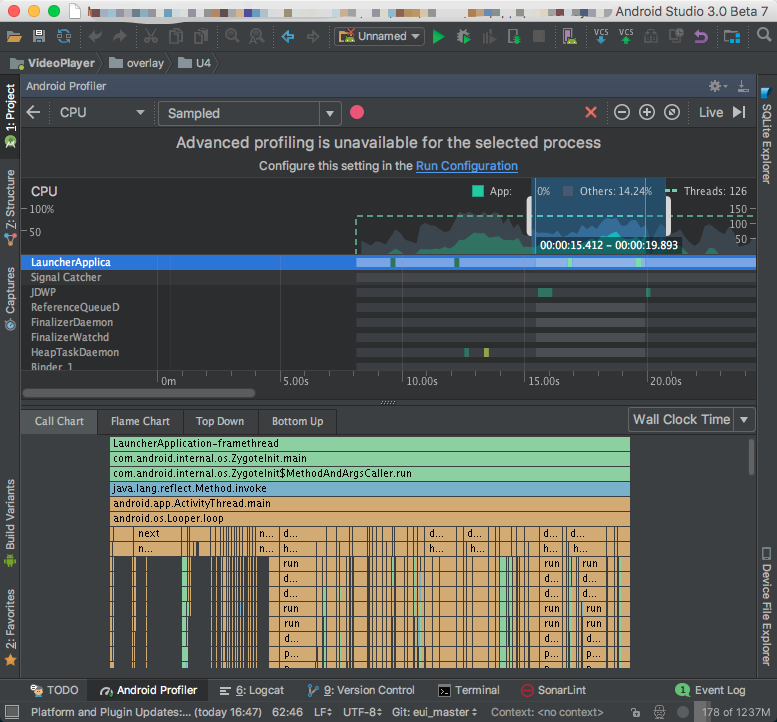 Android Studio 3.0 Beta 7
Unnamed
VCS VCS
VideoPlayer overlay U4
Android Profiler
1: Project
Z: Structure
Captures
Build Variants
2: Favorites
SQLite Explorer
Device File Explorer
CPU Sampled Live
Advanced profiling is unavailable for the selected process
Configure this setting in the Run Configuration
CPU App: 0% Others: 14.24% Threads: 126
100% 150
100
50 50
00:00:15.412 - 00:00:19.893
LauncherApplica
Signal Catcher
JDWP
ReferenceQueueD
FinalizerDaemon
FinalizerWatchd
HeapTaskDaemon
Binder_1
0m 5.00s 10.00s 15.00s 20.00s
Call Chart Flame Chart Top Down Bottom Up Wall Clock Time
LauncherApplication-framethread
com.android.internal.os.ZygoteInit.main
com.android.internal.os.ZygoteInit$MethodAndArgsCaller.run
java.lang.reflect.Method.invoke
android.app.ActivityThread.main
android.os.Looper.loop
next n... d... d... d... d... d...
n... n... h... h... h... h... h...
run run run
d... d... d...
run run run
run run run
run run run
d... d... d...
p... p... p...
TODO Android Profiler 6: Logcat 9: Version Control Terminal SonarLint 1 Event Log
Platform and Plugin Updates:... (today 16:47) 62:46 LF÷ UTF-8÷ Git: eui_master÷ Context: <no context> 178 of 1237M